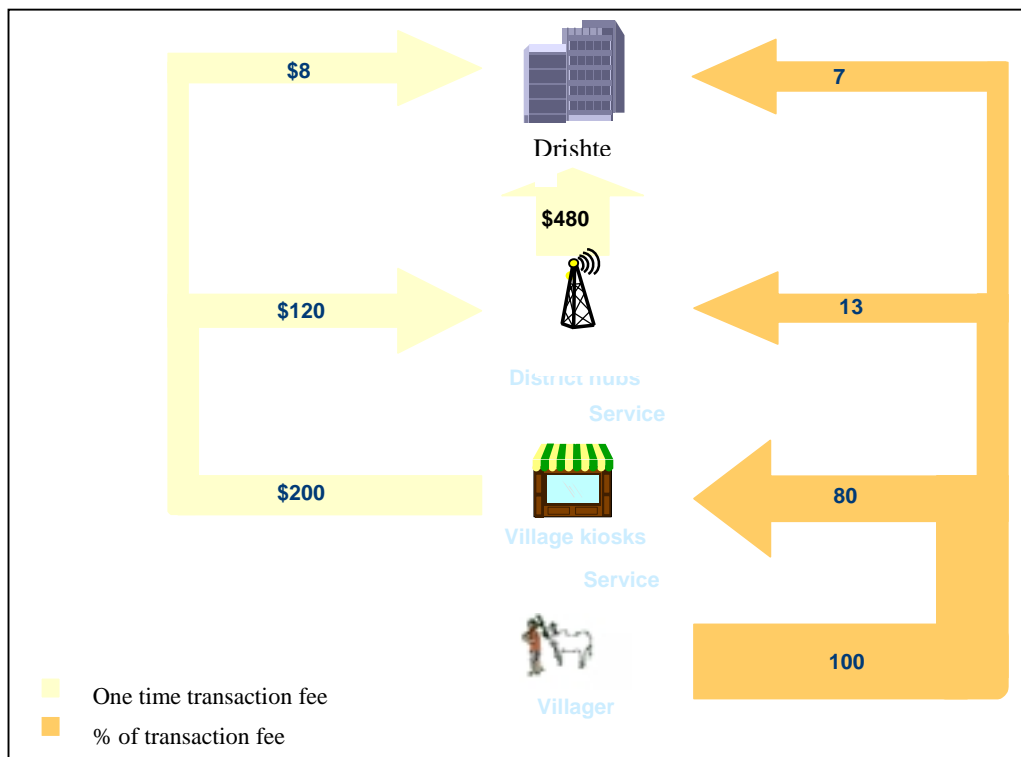 $8
7
Drishte
$480
$120
13
District hubs
Service
$200
80
Village kiosks
Service
100
Villager
One time transaction fee
% of transaction fee